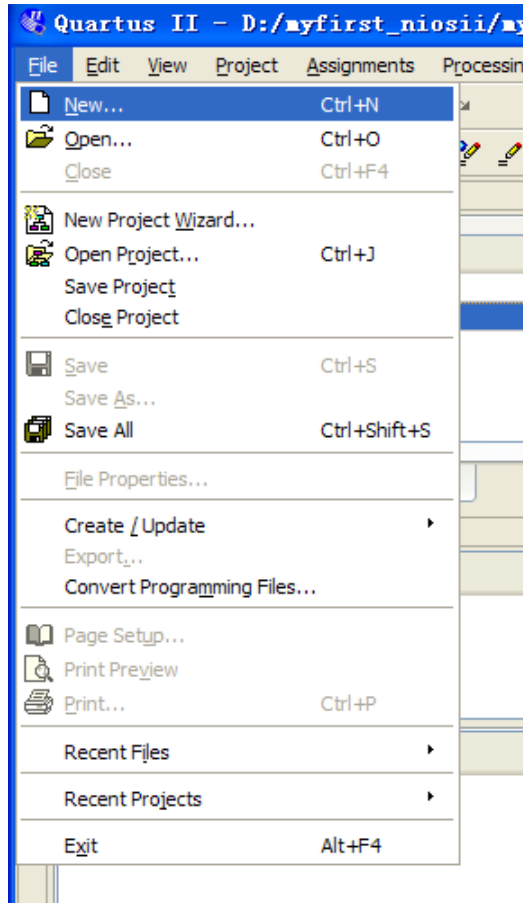 Quartus II - D:/myfirst_niosii/my
File Edit View Project Assignments Processin
New... Ctrl+N
Open... Ctrl+O
Close Ctrl+F4
New Project Wizard...
Open Project... Ctrl+J
Save Project
Close Project
Save Ctrl+S
Save As...
Save All Ctrl+Shift+S
File Properties...
Create / Update
Export...
Convert Programming Files...
Page Setup...
Print Preview
Print... Ctrl+P
Recent Files
Recent Projects
Exit Alt+F4